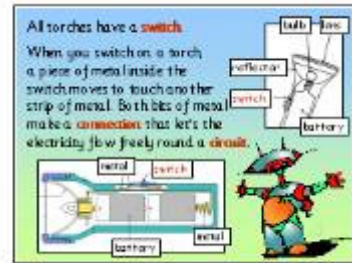 All torches have a switch.
When you switch on a torch
a piece of metal inside the
switch moves to touch another
strip of metal. Both bits of metal
make a connection that let's the
electricity flow freely round a circuit.
bulb
lens
reflector
switch
battery
metal
switch
battery
metal